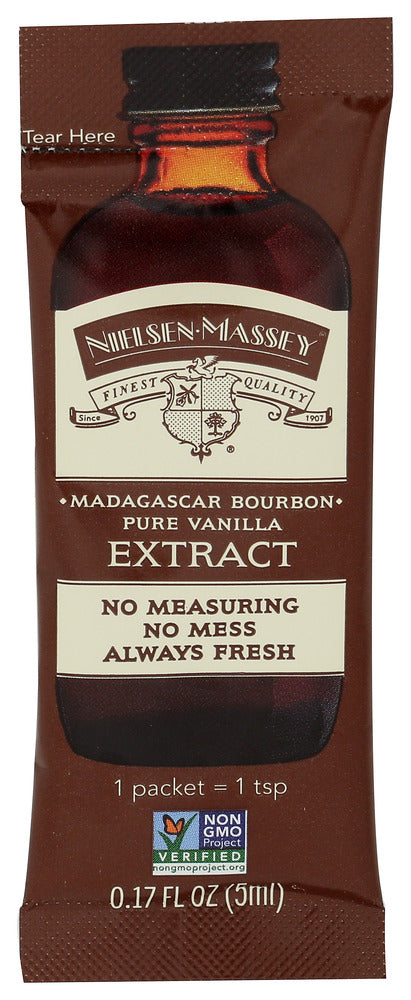 Tear Here
NIELSEN·MASSEY
FINEST QUALITY
Since 1907
®
•MADAGASCAR BOURBON•
PURE VANILLA
EXTRACT
NO MEASURING
NO MESS
ALWAYS FRESH
1 packet = 1 tsp
NON
GMO
Project
VERIFIED
nongmoproject.org
0.17 FL OZ (5ml)